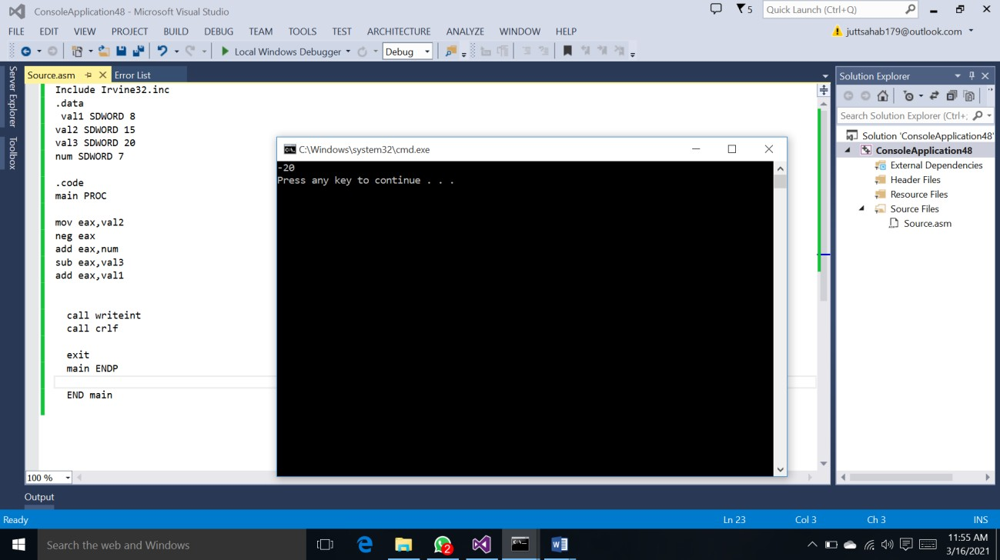 ConsoleApplication48 - Microsoft Visual Studio
5
Quick Launch (Ctrl+Q)
FILE EDIT VIEW PROJECT BUILD DEBUG TEAM TOOLS TEST ARCHITECTURE ANALYZE WINDOW HELP
juttsahab179@outlook.com
Local Windows Debugger
Debug
Server Explorer
Toolbox
Source.asm
Error List
Include Irvine32.inc
.data
val1 SDWORD 8
val2 SDWORD 15
val3 SDWORD 20
num SDWORD 7
.code
main PROC
mov eax,val2
neg eax
add eax,num
sub eax,val3
add eax,val1
call writeint
call crlf
exit
main ENDP
END main
C:\Windows\system32\cmd.exe
-20
Press any key to continue . . .
Solution Explorer
Search Solution Explorer (Ctrl+;
Solution 'ConsoleApplication48'
ConsoleApplication48
External Dependencies
Header Files
Resource Files
Source Files
Source.asm
100 %
Output
Ready
Ln 23
Col 3
Ch 3
INS
Search the web and Windows
2
11:55 AM
3/16/2021